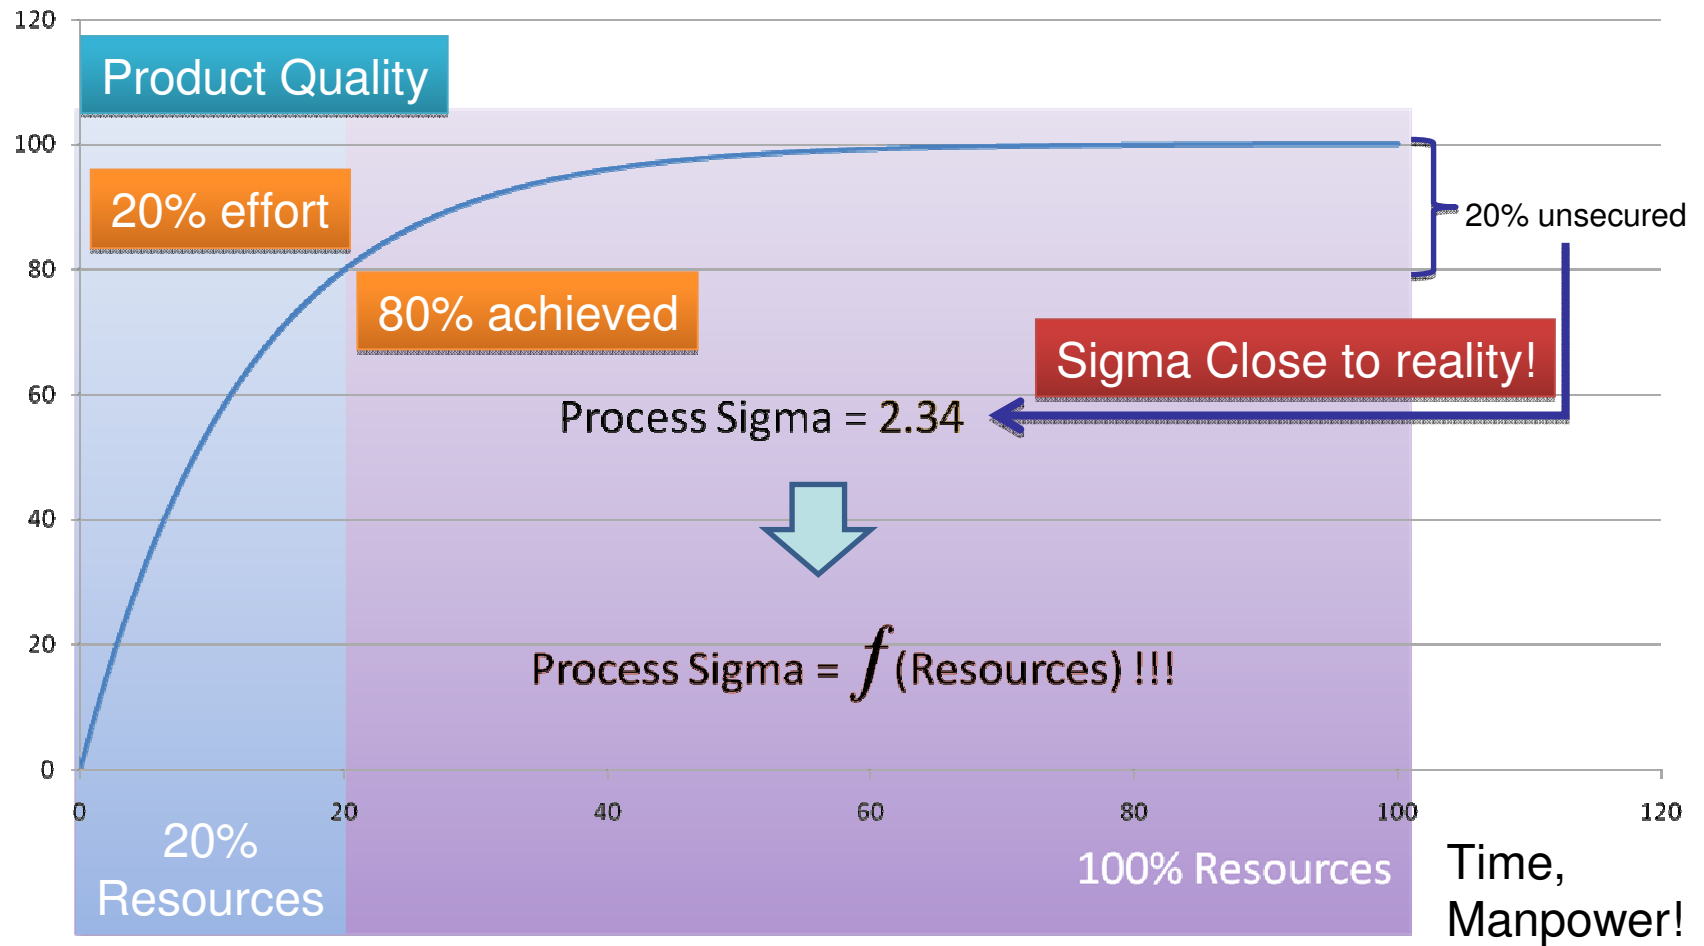 120
Product Quality
100
20% effort
20% unsecured
80
80% achieved
Sigma Close to reality!
60
Process Sigma = 2.34
40
20
Process Sigma = f (Resources) !!!
0
0 20 40 60 80 100 120
20%
Resources
100% Resources
Time,
Manpower!